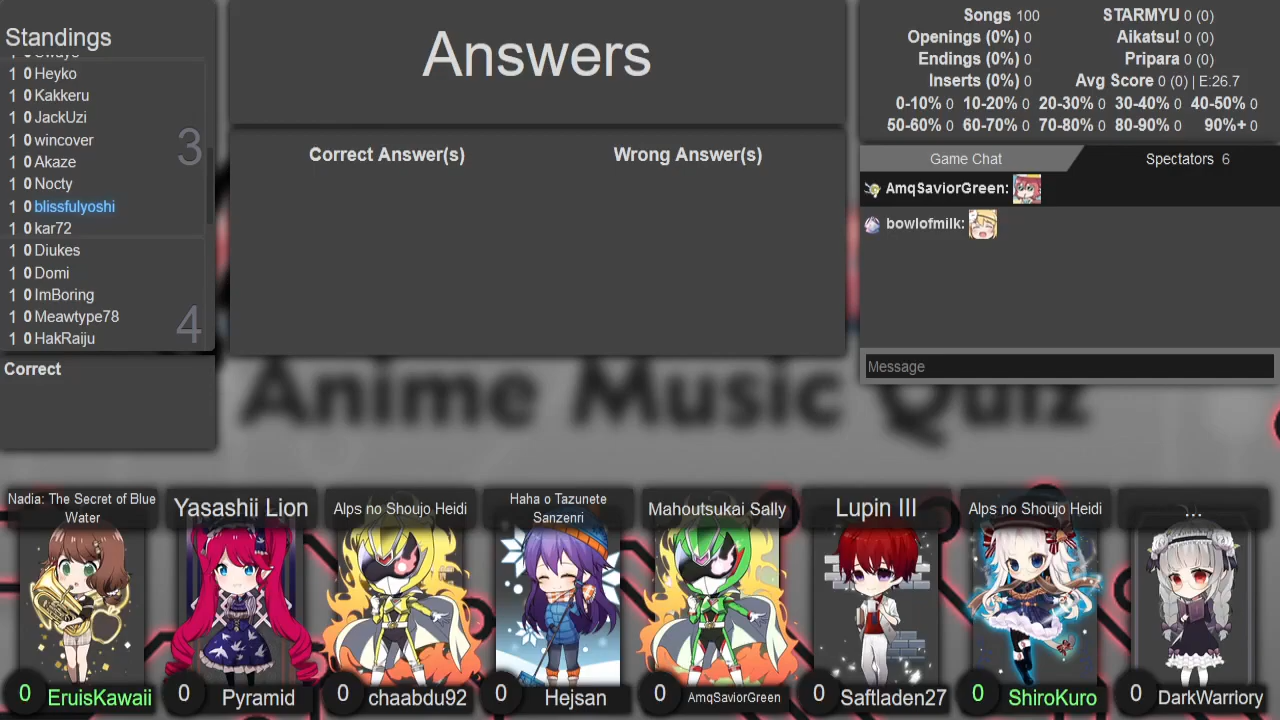 Standings
1 0 Heyko
1 0 Kakkeru
1 0 JackUzi
1 0 wincover
3
1 0 Akaze
1 0 Nocty
1 0 blissfulyoshi
1 0 kar72
1 0 Diukes
1 0 Domi
1 0 ImBoring
1 0 Meawtype78
4
1 0 HakRaiju
Correct
Answers
Correct Answer(s) Wrong Answer(s)
Songs 100 STARMYU 0 (0)
Openings (0%) 0 Aikatsu! 0 (0)
Endings (0%) 0 Pripara 0 (0)
Inserts (0%) 0 Avg Score 0 (0) | E:26.7
0-10% 0 10-20% 0 20-30% 0 30-40% 0 40-50% 0
50-60% 0 60-70% 0 70-80% 0 80-90% 0 90%+ 0
Game Chat Spectators 6
AmqSaviorGreen:
bowlofmilk:
Message
Anime Music Quiz
Nadia: The Secret of Blue
Water
Yasashii Lion
Alps no Shoujo Heidi
Haha o Tazunete
Sanzenri
Mahoutsukai Sally
Lupin III
Alps no Shoujo Heidi
...
0 EruisKawaii
0 Pyramid
0 chaabdu92
0 Hejsan
0 AmqSaviorGreen
0 Saftladen27
0 ShiroKuro
0 DarkWarriory